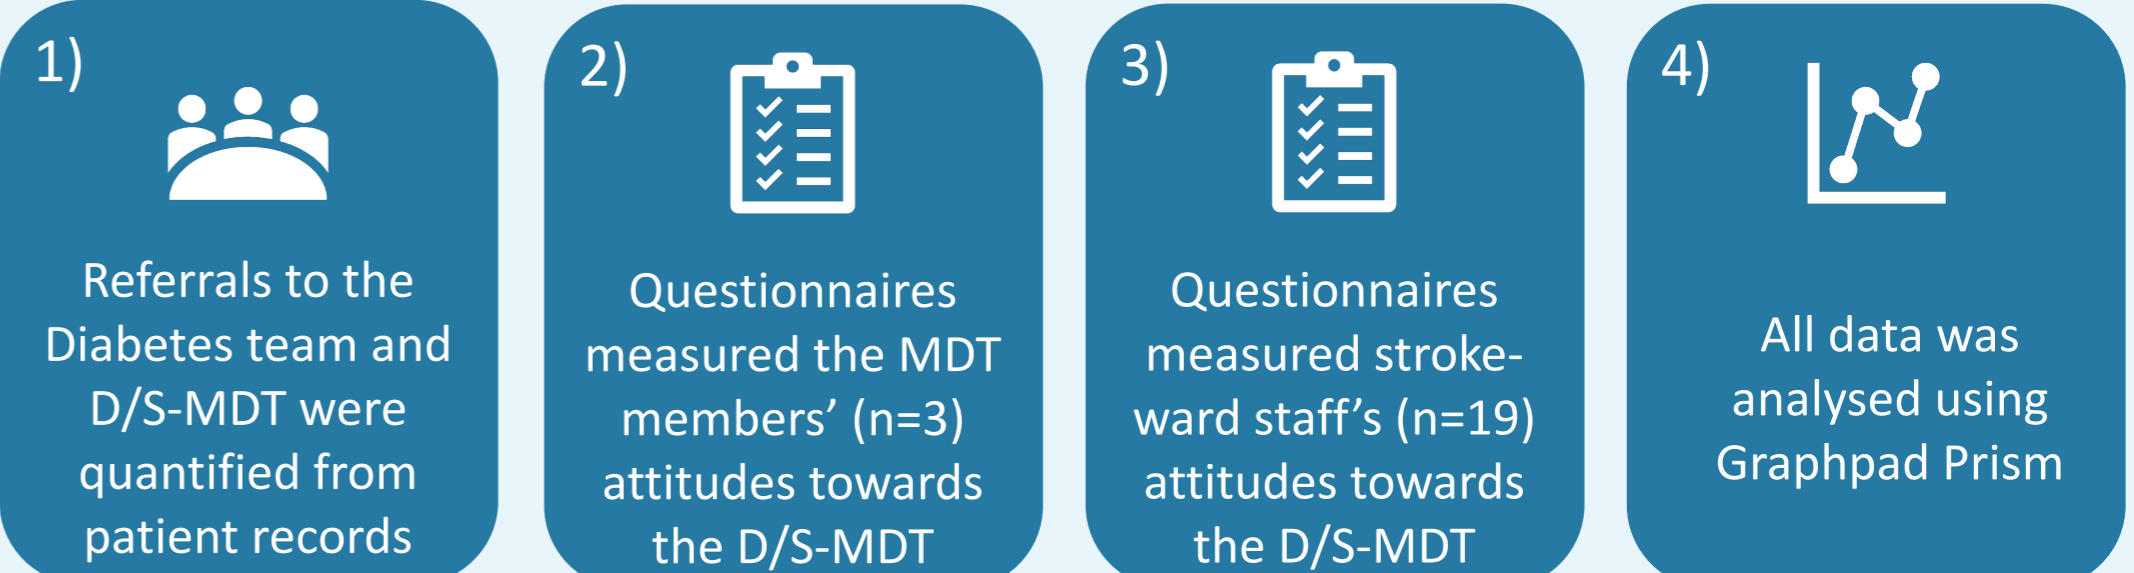 1)
Referrals to the
Diabetes team and
D/S-MDT were
quantified from
patient records
2)
Questionnaires
measured the MDT
members’ (n=3)
attitudes towards
the D/S-MDT
3)
Questionnaires
measured stroke-
ward staff’s (n=19)
attitudes towards
the D/S-MDT
4)
All data was
analysed using
Graphpad Prism